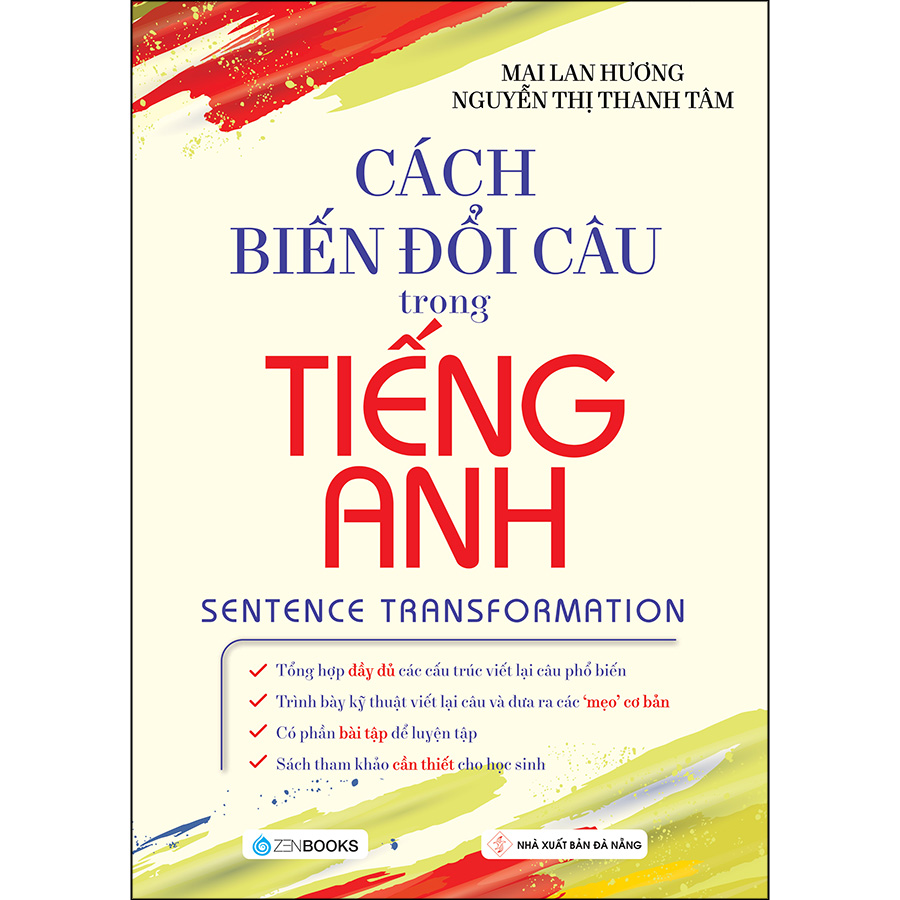 MAI LAN HƯƠNG
NGUYỄN THỊ THANH TÂM
CÁCH
BIẾN ĐỔI CÂU
trong
TIẾNG
ANH
SENTENCE TRANSFORMATION
Tổng hợp đầy đủ các cấu trúc viết lại câu phổ biến
Trình bày kỹ thuật viết lại câu và đưa ra các ‘mẹo’ cơ bản
Có phần bài tập để luyện tập
Sách tham khảo cần thiết cho học sinh
ZENBOOKS
NHÀ XUẤT BẢN ĐÀ NẴNG